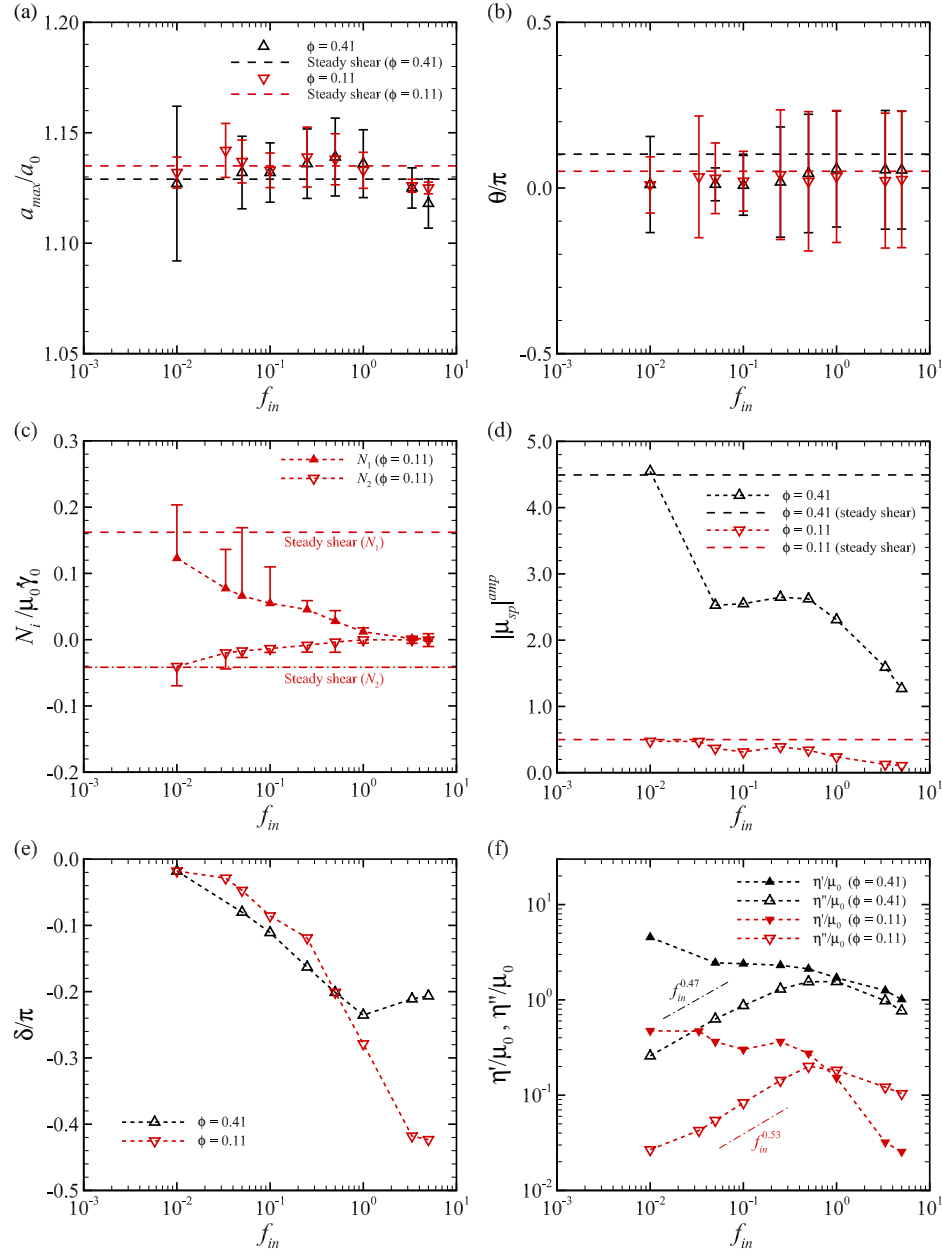 (a)
1.20
1.15
1.10
1.05
a_max/a_0
ϕ = 0.41
Steady shear (ϕ = 0.41)
ϕ = 0.11
Steady shear (ϕ = 0.11)
10^-3 10^-2 10^-1 10^0 10^1
f_in
(b)
0.5
0.0
-0.5
θ/π
10^-3 10^-2 10^-1 10^0 10^1
f_in
(c)
0.3
0.2
0.1
0.0
-0.1
-0.2
N_i/μ_0γ̇_0
N_1 (ϕ = 0.11)
N_2 (ϕ = 0.11)
Steady shear (N_1)
Steady shear (N_2)
10^-3 10^-2 10^-1 10^0 10^1
f_in
(d)
5.0
4.5
3.6
2.7
1.8
0.9
0.0
|μ_sp|^amp
ϕ = 0.41
ϕ = 0.41 (steady shear)
ϕ = 0.11
ϕ = 0.11 (steady shear)
10^-3 10^-2 10^-1 10^0 10^1
f_in
(e)
0.0
-0.1
-0.2
-0.3
-0.4
-0.5
δ/π
ϕ = 0.41
ϕ = 0.11
10^-3 10^-2 10^-1 10^0 10^1
f_in
(f)
10^1
10^0
10^-1
10^-2
η'/μ_0 , η''/μ_0
η'/μ_0 (ϕ = 0.41)
η''/μ_0 (ϕ = 0.41)
η'/μ_0 (ϕ = 0.11)
η''/μ_0 (ϕ = 0.11)
f_in^0.47
f_in^0.53
10^-3 10^-2 10^-1 10^0 10^1
f_in